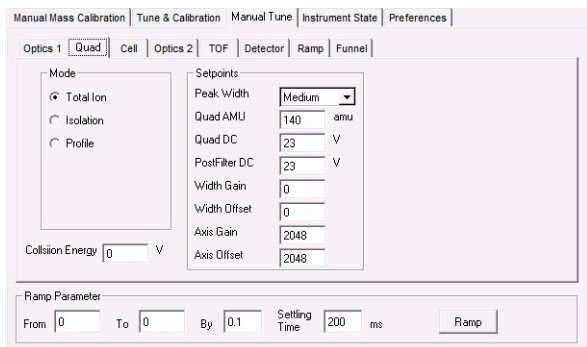 Manual Mass Calibration Tune & Calibration Manual Tune Instrument State Preferences
Optics 1 Quad Cell Optics 2 TOF Detector Ramp Funnel
Mode
Total Ion
Isolation
Profile
Collsiion Energy 0 V
Setpoints
Peak Width Medium
Quad AMU 140 amu
Quad DC 23 V
PostFilter DC 23 V
Width Gain 0
Width Offset 0
Axis Gain 2048
Axis Offset 2048
Ramp Parameter
From 0 To 0 By 0.1 Settling Time 200 ms Ramp